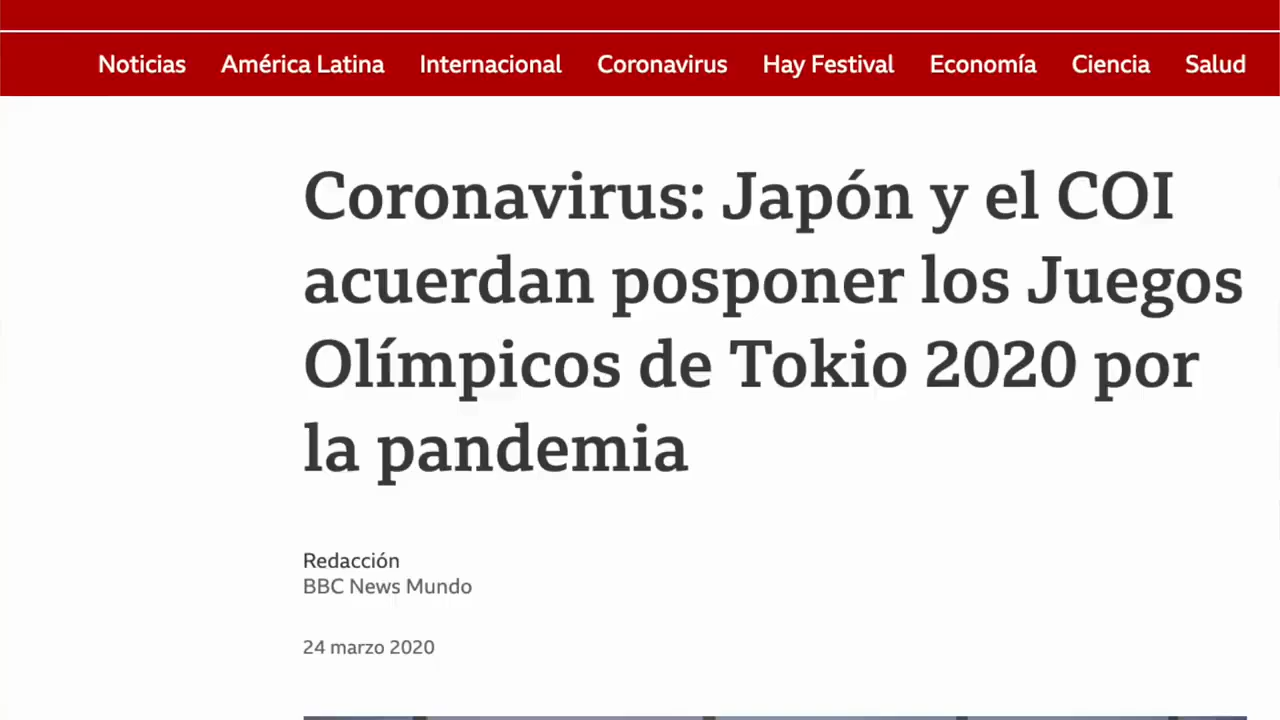 Noticias América Latina Internacional Coronavirus Hay Festival Economía Ciencia Salud
Coronavirus: Japón y el COI
acuerdan posponer los Juegos
Olímpicos de Tokio 2020 por
la pandemia
Redacción
BBC News Mundo
24 marzo 2020